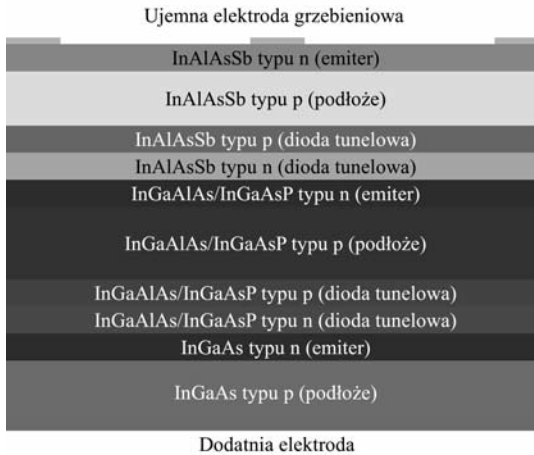 Ujemna elektroda grzebieniowa
InAlAsSb typu n (emiter)
InAlAsSb typu p (podłoże)
InAlAsSb typu p (dioda tunelowa)
InAlAsSb typu n (dioda tunelowa)
InGaAlAs/InGaAsP typu n (emiter)
InGaAlAs/InGaAsP typu p (podłoże)
InGaAlAs/InGaAsP typu p (dioda tunelowa)
InGaAlAs/InGaAsP typu n (dioda tunelowa)
InGaAs typu n (emiter)
InGaAs typu p (podłoże)
Dodatnia elektroda